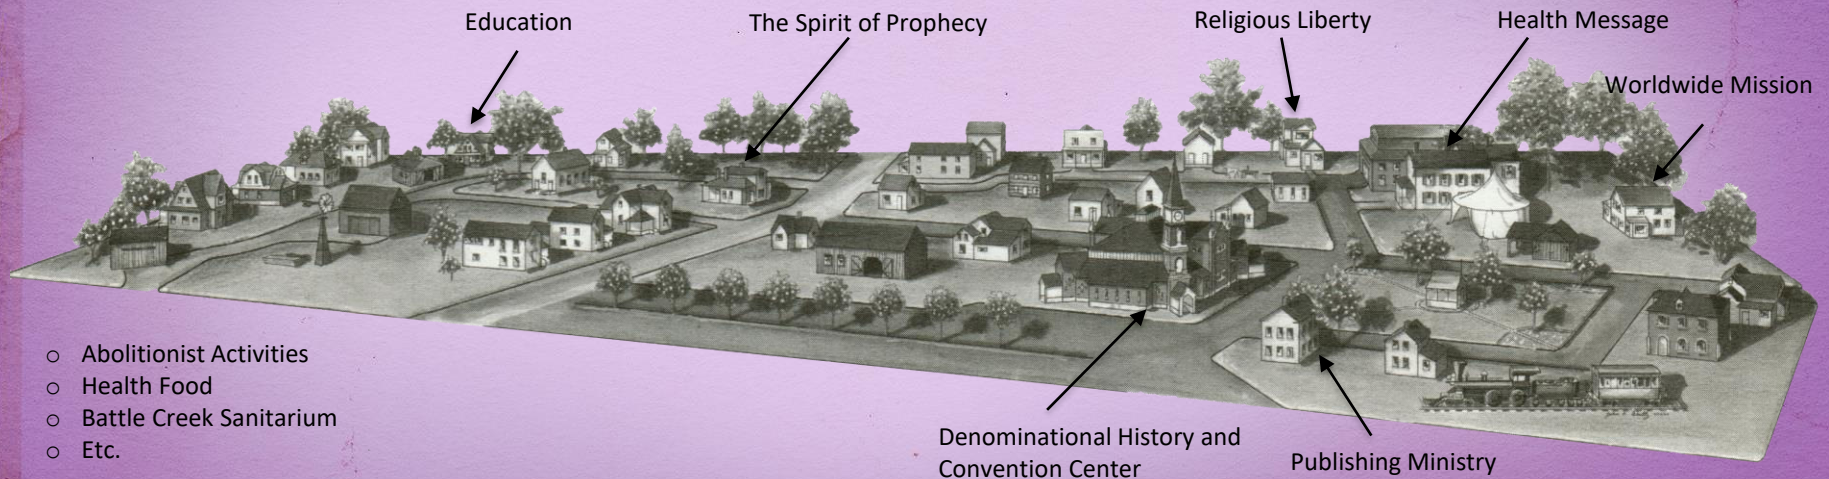 Education
The Spirit of Prophecy
Religious Liberty
Health Message
Worldwide Mission
○ Abolitionist Activities
○ Health Food
○ Battle Creek Sanitarium
○ Etc.
Denominational History and
Convention Center
Publishing Ministry